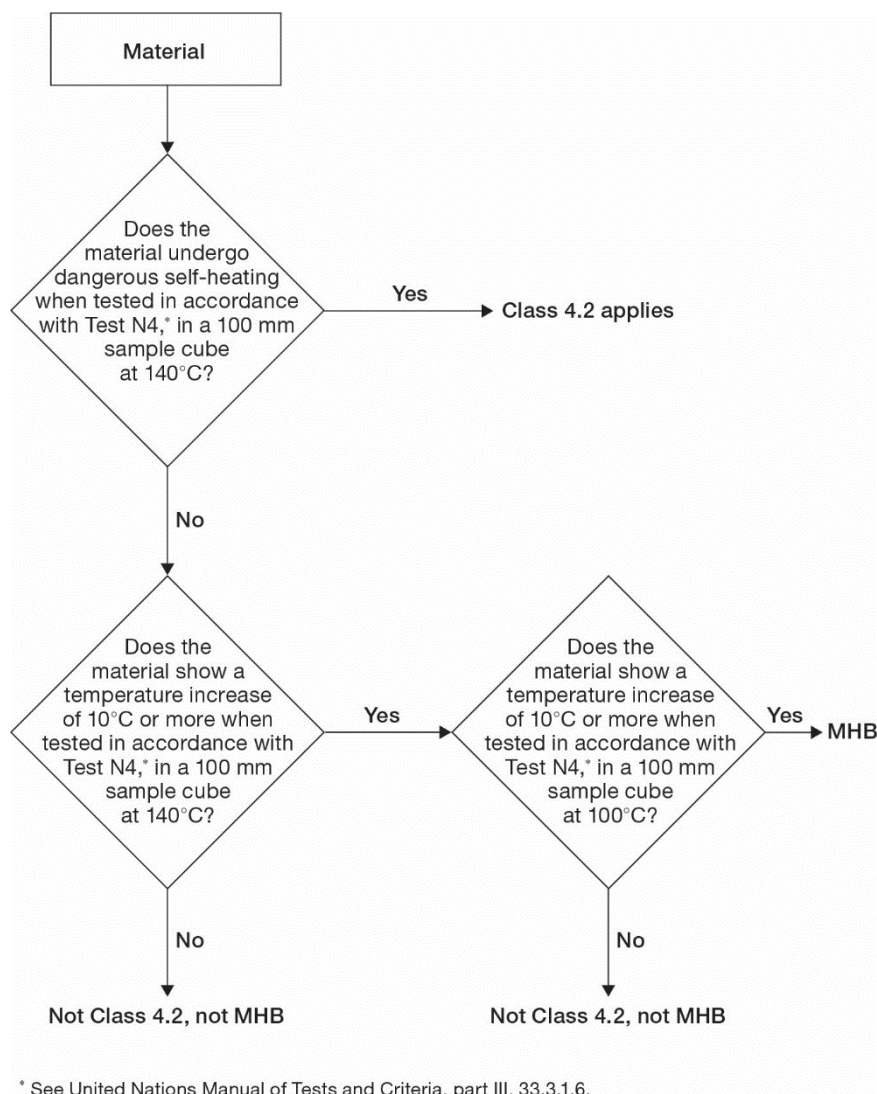 Material
Does the
material undergo
dangerous self-heating
when tested in accordance
with Test N4,* in a 100 mm
sample cube
at 140°C?
Yes
Class 4.2 applies
No
Does the
material show a
temperature increase
of 10°C or more when
tested in accordance with
Test N4,* in a 100 mm
sample cube
at 140°C?
Yes
Does the
material show a
temperature increase
of 10°C or more when
tested in accordance with
Test N4,* in a 100 mm
sample cube
at 100°C?
Yes
MHB
No
Not Class 4.2, not MHB
No
Not Class 4.2, not MHB
* See United Nations Manual of Tests and Criteria, part III, 33.3.1.6.